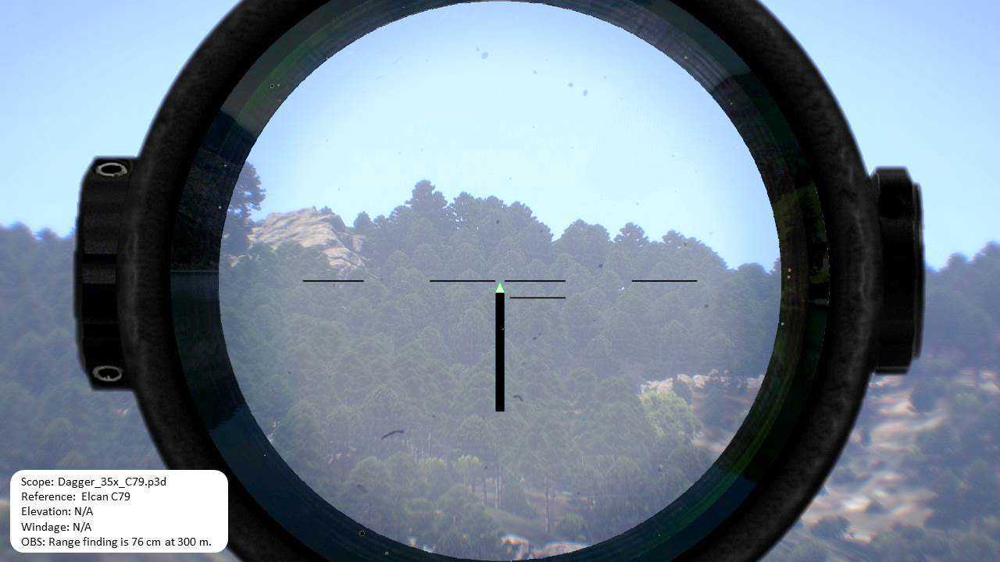 Scope: Dagger_35x_C79.p3d
Reference: Elcan C79
Elevation: N/A
Windage: N/A
OBS: Range finding is 76 cm at 300 m.